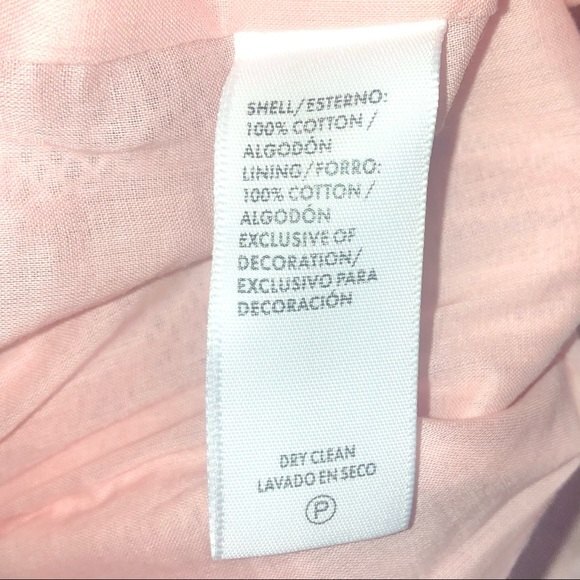 SHELL/ESTERNO:
100% COTTON/
ALGODÓN
LINING/FORRO:
100% COTTON/
ALGODÓN
EXCLUSIVE OF
DECORATION/
EXCLUSIVO PARA
DECORACIÓN
DRY CLEAN
LAVADO EN SECO
P